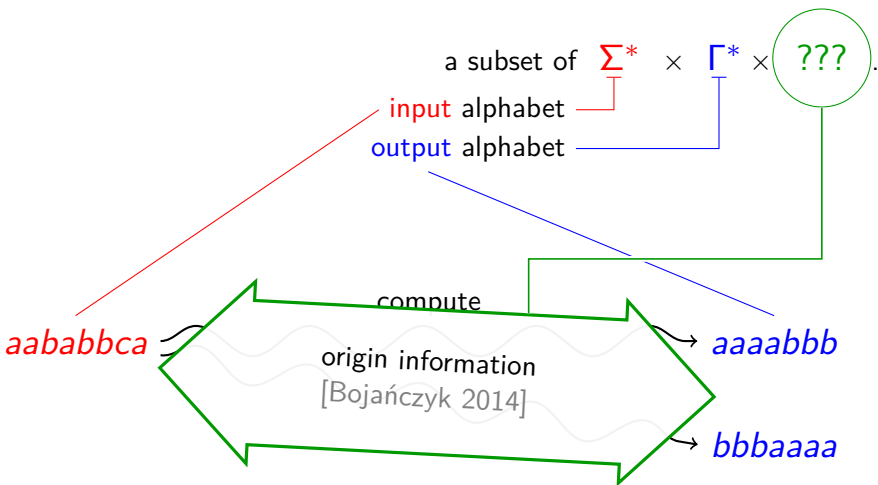 a subset of Σ* × Γ* × ???.
input alphabet
output alphabet
compute
aababbca
aaaabbb
origin information
[Bojańczyk 2014]
bbbaaaa